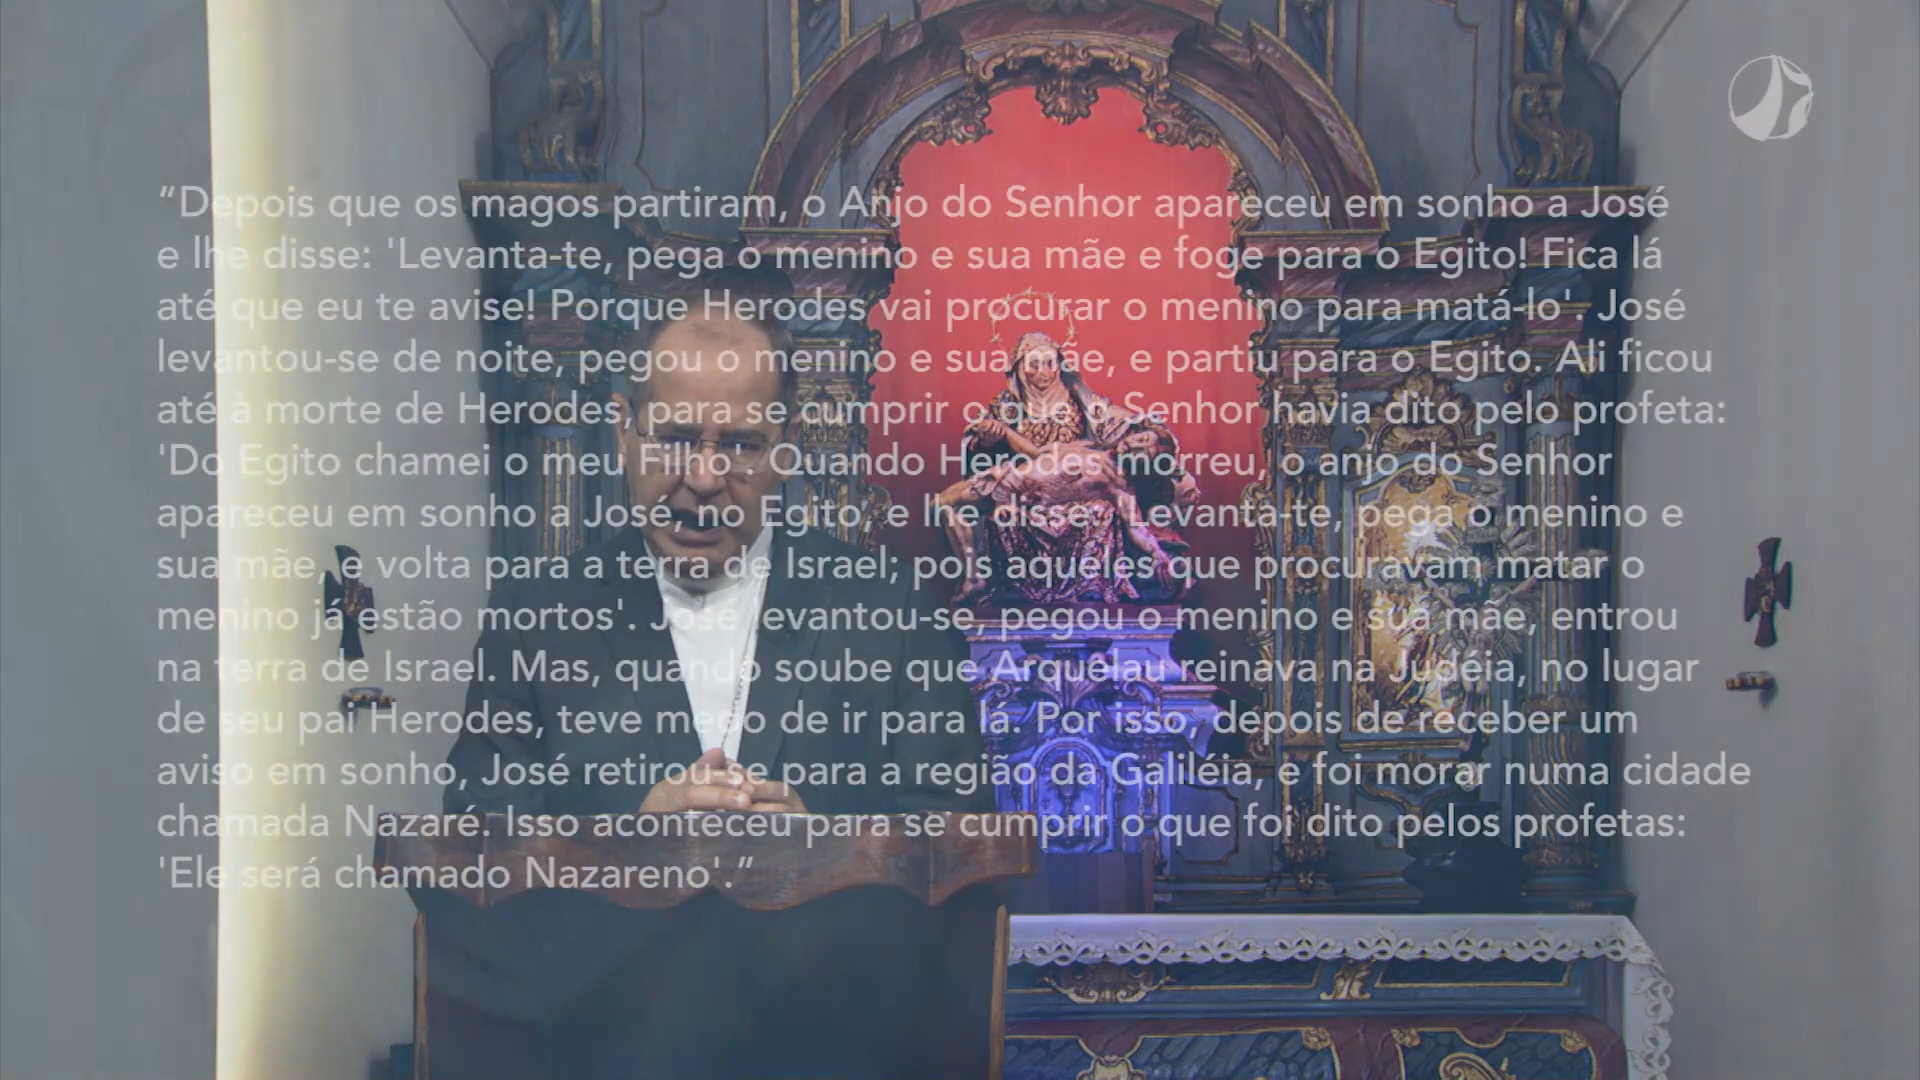 “Depois que os magos partiram, o Anjo do Senhor apareceu em sonho a José
e lhe disse: 'Levanta-te, pega o menino e sua mãe e foge para o Egito! Fica lá
até que eu te avise! Porque Herodes vai procurar o menino para matá-lo'. José
levantou-se de noite, pegou o menino e sua mãe, e partiu para o Egito. Ali ficou
até à morte de Herodes, para se cumprir o que o Senhor havia dito pelo profeta:
'Do Egito chamei o meu Filho'. Quando Herodes morreu, o anjo do Senhor
apareceu em sonho a José, no Egito, e lhe disse: 'Levanta-te, pega o menino e
sua mãe, e volta para a terra de Israel; pois aqueles que procuravam matar o
menino já estão mortos'. José levantou-se, pegou o menino e sua mãe, entrou
na terra de Israel. Mas, quando soube que Arquelau reinava na Judéia, no lugar
de seu pai Herodes, teve medo de ir para lá. Por isso, depois de receber um
aviso em sonho, José retirou-se para a região da Galiléia, e foi morar numa cidade
chamada Nazaré. Isso aconteceu para se cumprir o que foi dito pelos profetas:
'Ele será chamado Nazareno'.”